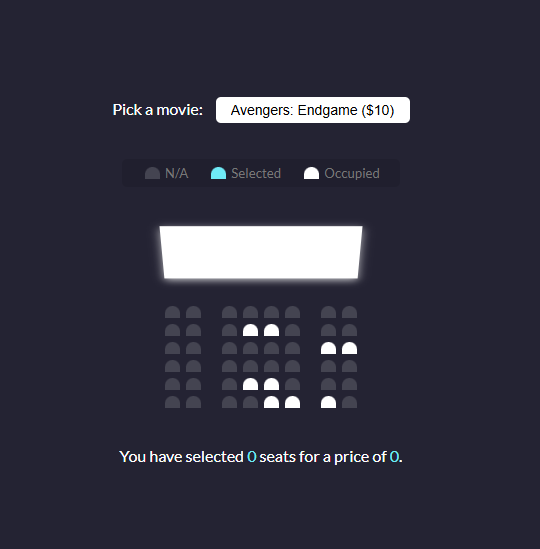 Pick a movie: Avengers: Endgame ($10)
N/A Selected Occupied
You have selected 0 seats for a price of 0.